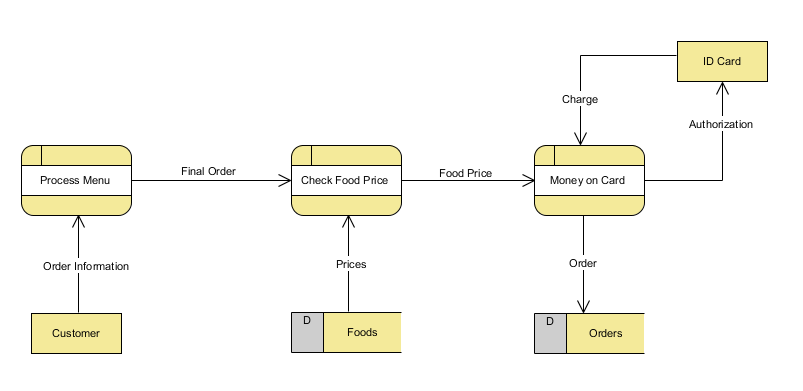 ID Card
Charge
Authorization
Process Menu
Final Order
Check Food Price
Food Price
Money on Card
Order Information
Prices
Order
Customer
D
Foods
D
Orders